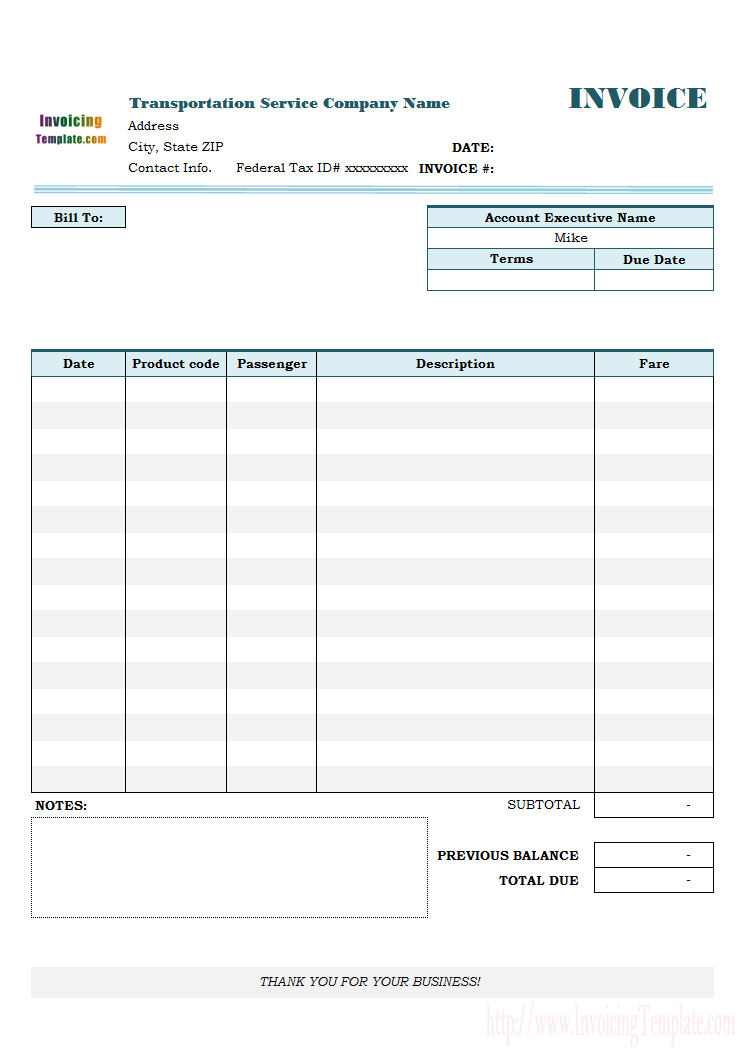 INVOICE
Invoicing
Template.com
Transportation Service Company Name
Address
City, State ZIP
DATE:
Contact Info. Federal Tax ID# xxxxxxxxx INVOICE #:
Bill To:
Account Executive Name
Mike
Terms Due Date
Date Product code Passenger Description Fare
NOTES: SUBTOTAL -
PREVIOUS BALANCE -
TOTAL DUE -
THANK YOU FOR YOUR BUSINESS!
http://www.InvoicingTemplate.com